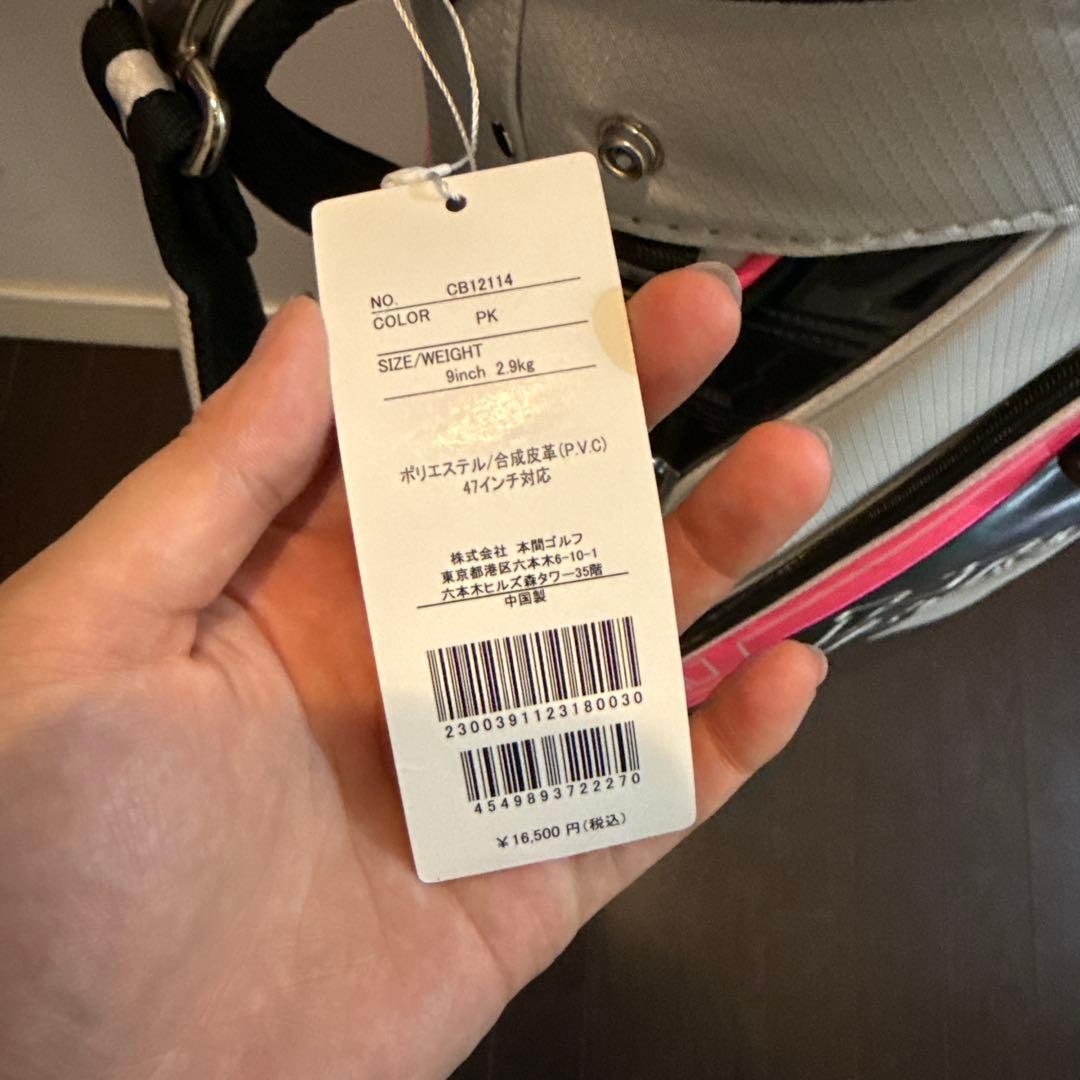 NO. CB12114
COLOR PK
SIZE/WEIGHT
9inch 2.9kg
ポリエステル/合成皮革(P.V.C)
47インチ対応
株式会社 本間ゴルフ
東京都港区六本木6-10-1
六本木ヒルズ森タワー35階
中国製
2300391123180030
4549893722270
¥16,500 円(税込)